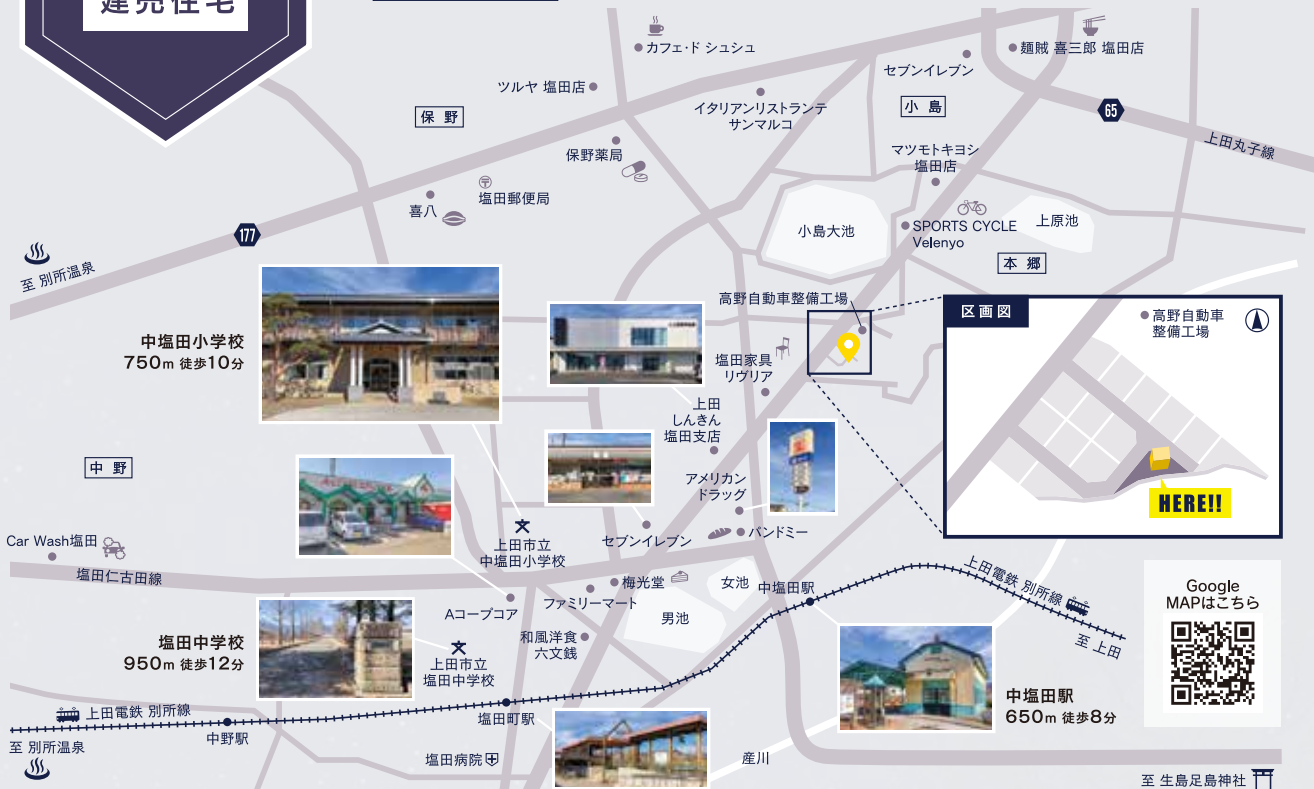 建売住宅
カフェ・ド シュシュ
麺賊 喜三郎 塩田店
セブンイレブン
ツルヤ 塩田店
イタリアンリストランテ
サンマルコ
保 野
小 島
65
上田丸子線
保野薬局
マツモトキヨシ
塩田店
塩田郵便局
喜八
小島大池
SPORTS CYCLE
Velenyo
上原池
177
本 郷
至 別所温泉
高野自動車整備工場
区画図
高野自動車
整備工場
中塩田小学校
750m 徒歩10分
塩田家具
リヴリア
上田
しんきん
塩田支店
中 野
アメリカン
ドラッグ
HERE!!
Car Wash塩田
上田市立
中塩田小学校
セブンイレブン
パンドミー
塩田仁古田線
梅光堂
女池
中塩田駅
上田電鉄 別所線
Google
MAPはこちら
Aコープコア
ファミリーマート
男池
至 上田
塩田中学校
950m 徒歩12分
和風洋食
六文銭
上田市立
塩田中学校
中塩田駅
650m 徒歩8分
上田電鉄 別所線
塩田町駅
至 別所温泉
中野駅
塩田病院
産川
至 生島足島神社